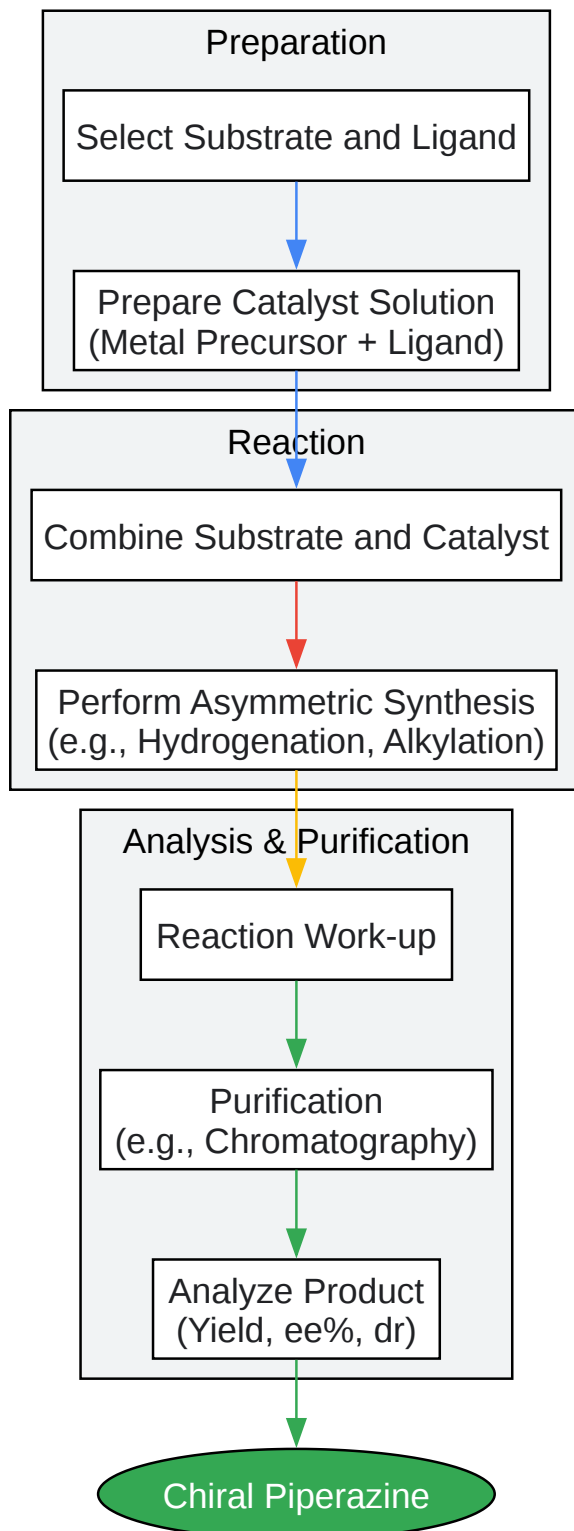 Preparation
Select Substrate and Ligand
Prepare Catalyst Solution
(Metal Precursor + Ligand)
Reaction
Combine Substrate and Catalyst
Perform Asymmetric Synthesis
(e.g., Hydrogenation, Alkylation)
Analysis & Purification
Reaction Work-up
Purification
(e.g., Chromatography)
Analyze Product
(Yield, ee%, dr)
Chiral Piperazine